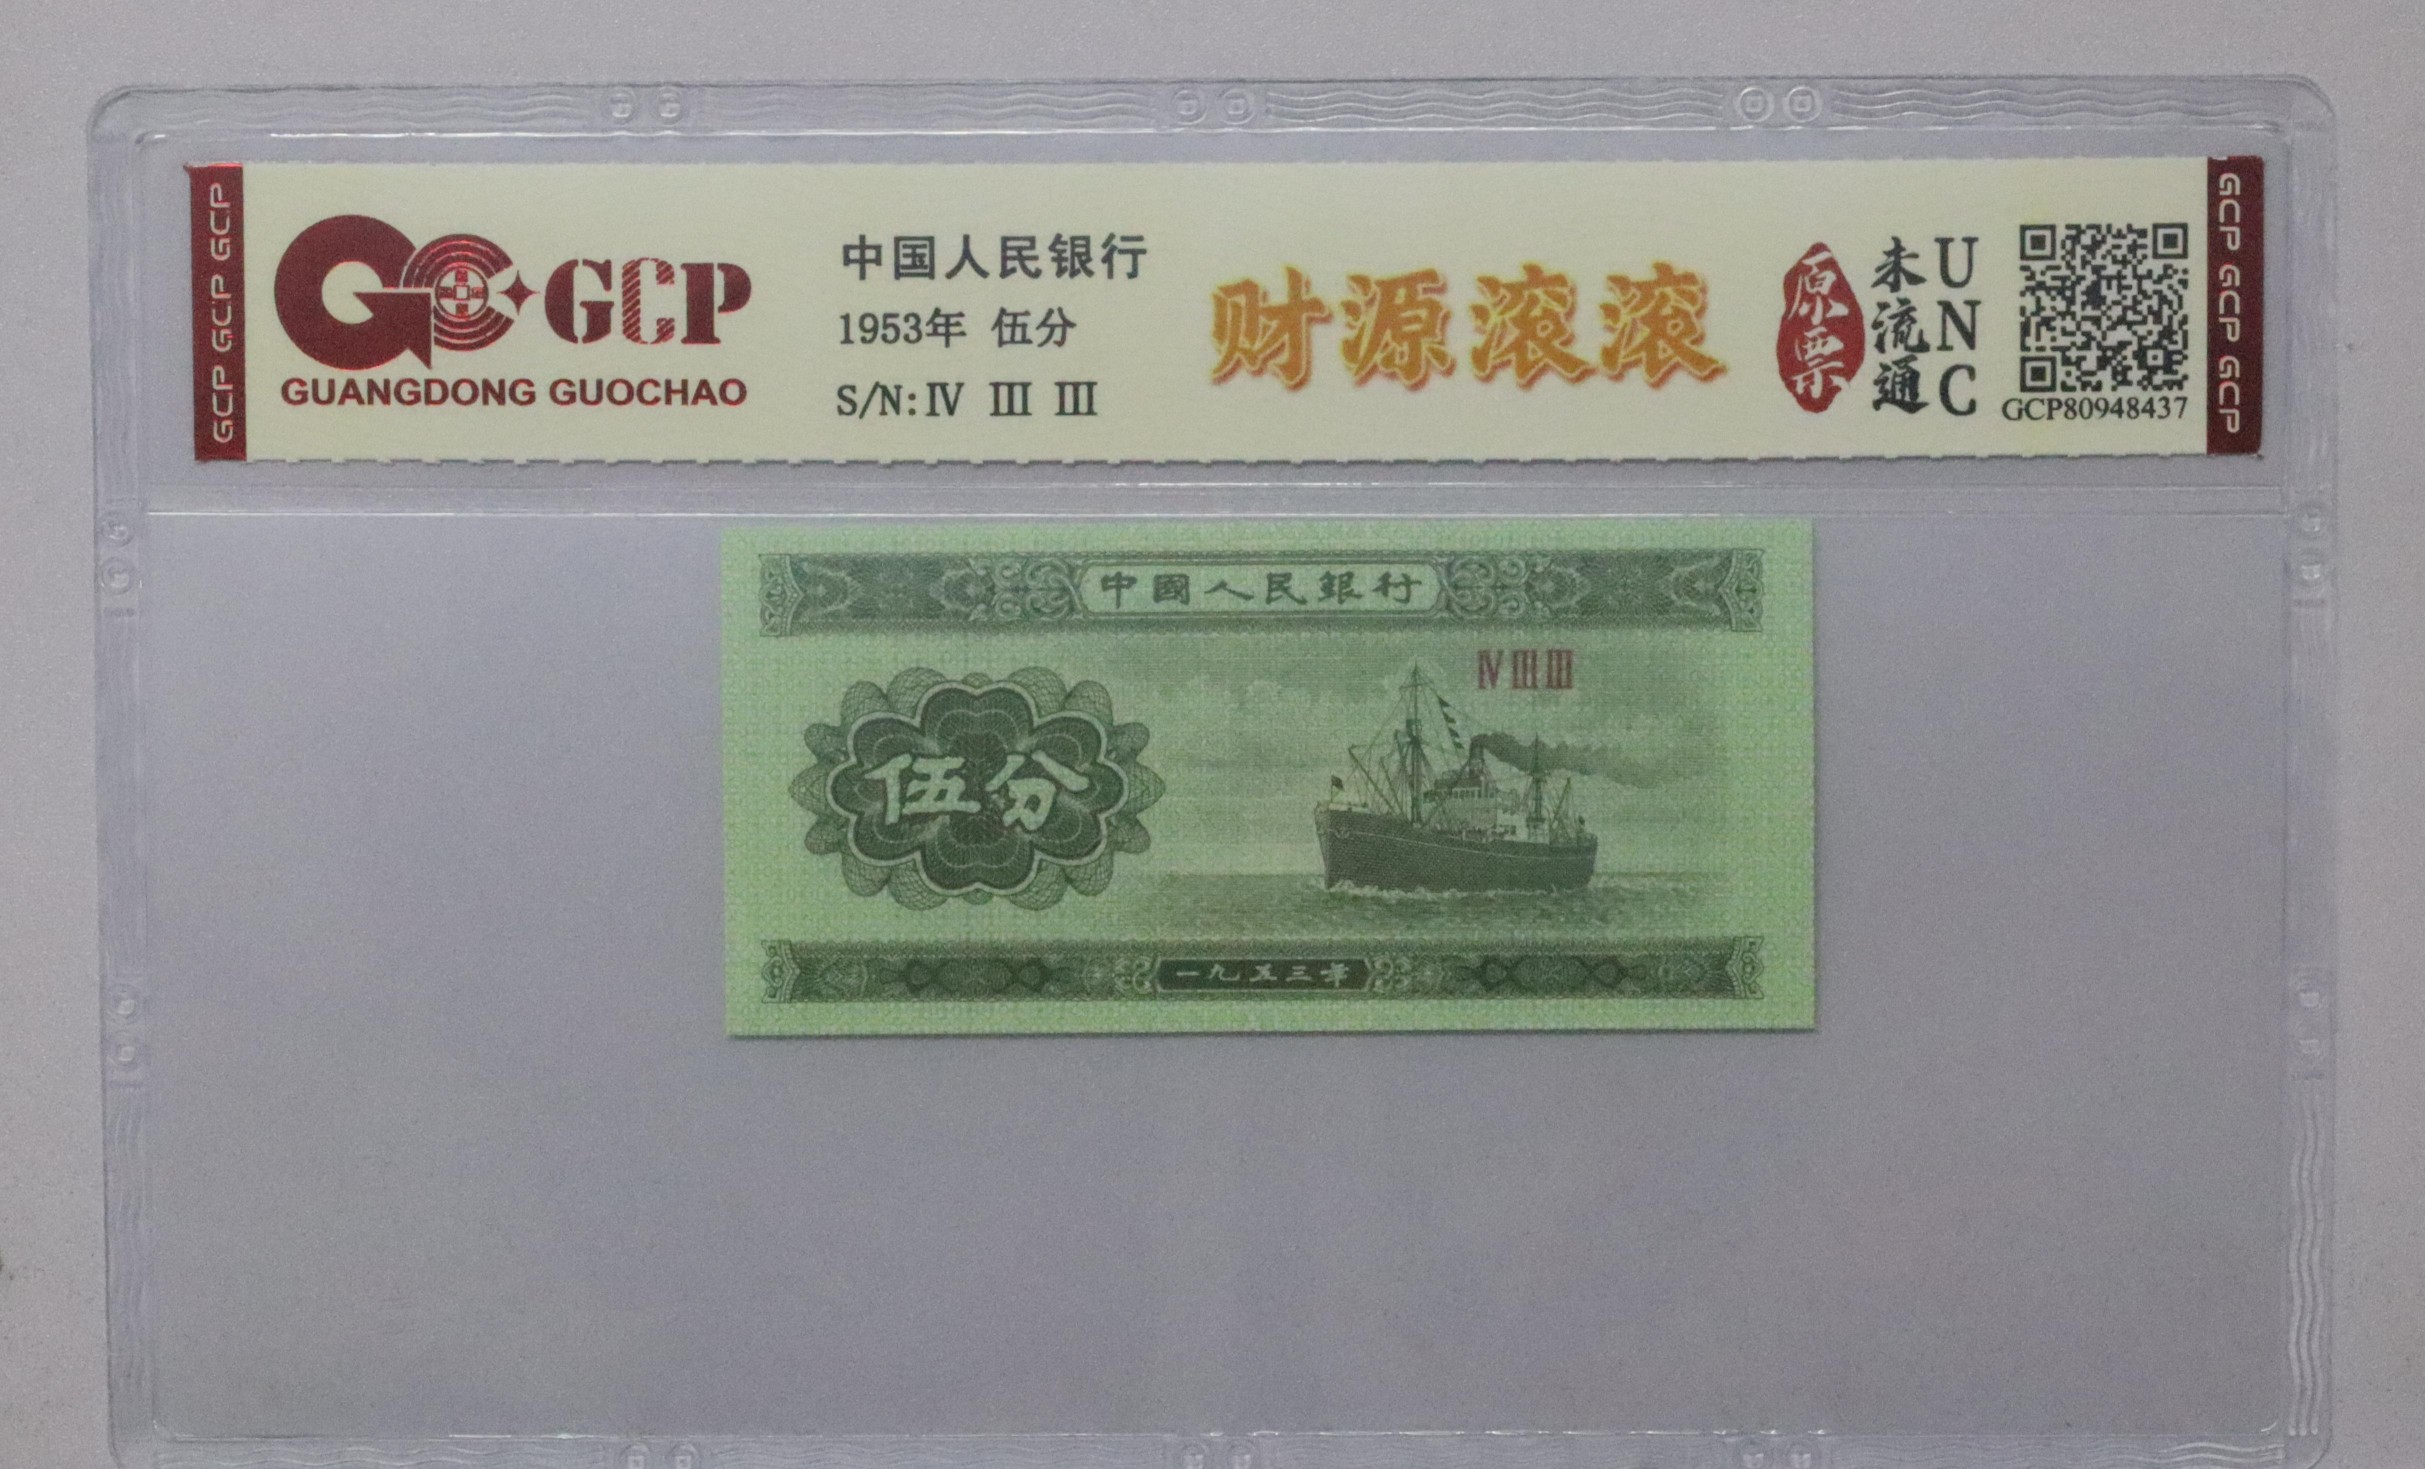 GCP GCP GCP
GCP
GUANGDONG GUOCHAO
中国人民银行
1953年 伍分
S/N: Ⅳ Ⅲ Ⅲ
财源滚滚
原票
未流通
UNC
GCP80948437
GCP GCP GCP
中國人民銀行
Ⅳ Ⅲ Ⅲ
伍分
一九五三年